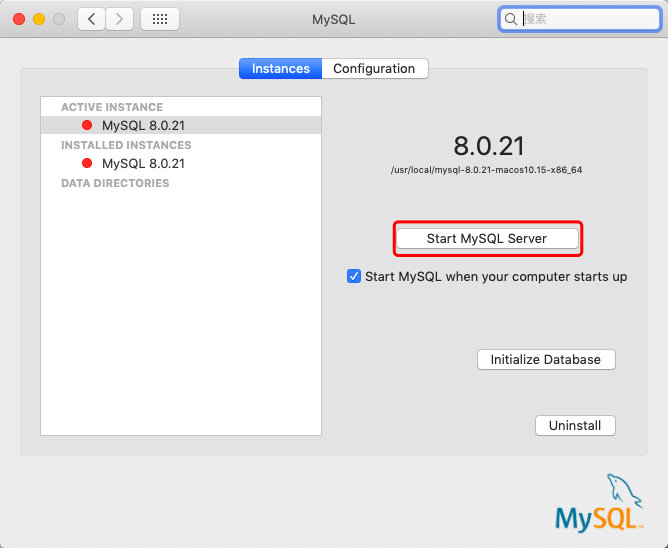 MySQL
搜索
Instances
Configuration
ACTIVE INSTANCE
MySQL 8.0.21
INSTALLED INSTANCES
MySQL 8.0.21
DATA DIRECTORIES
8.0.21
/usr/local/mysql-8.0.21-macos10.15-x86_64
Start MySQL Server
Start MySQL when your computer starts up
Initialize Database
Uninstall
MySQL™